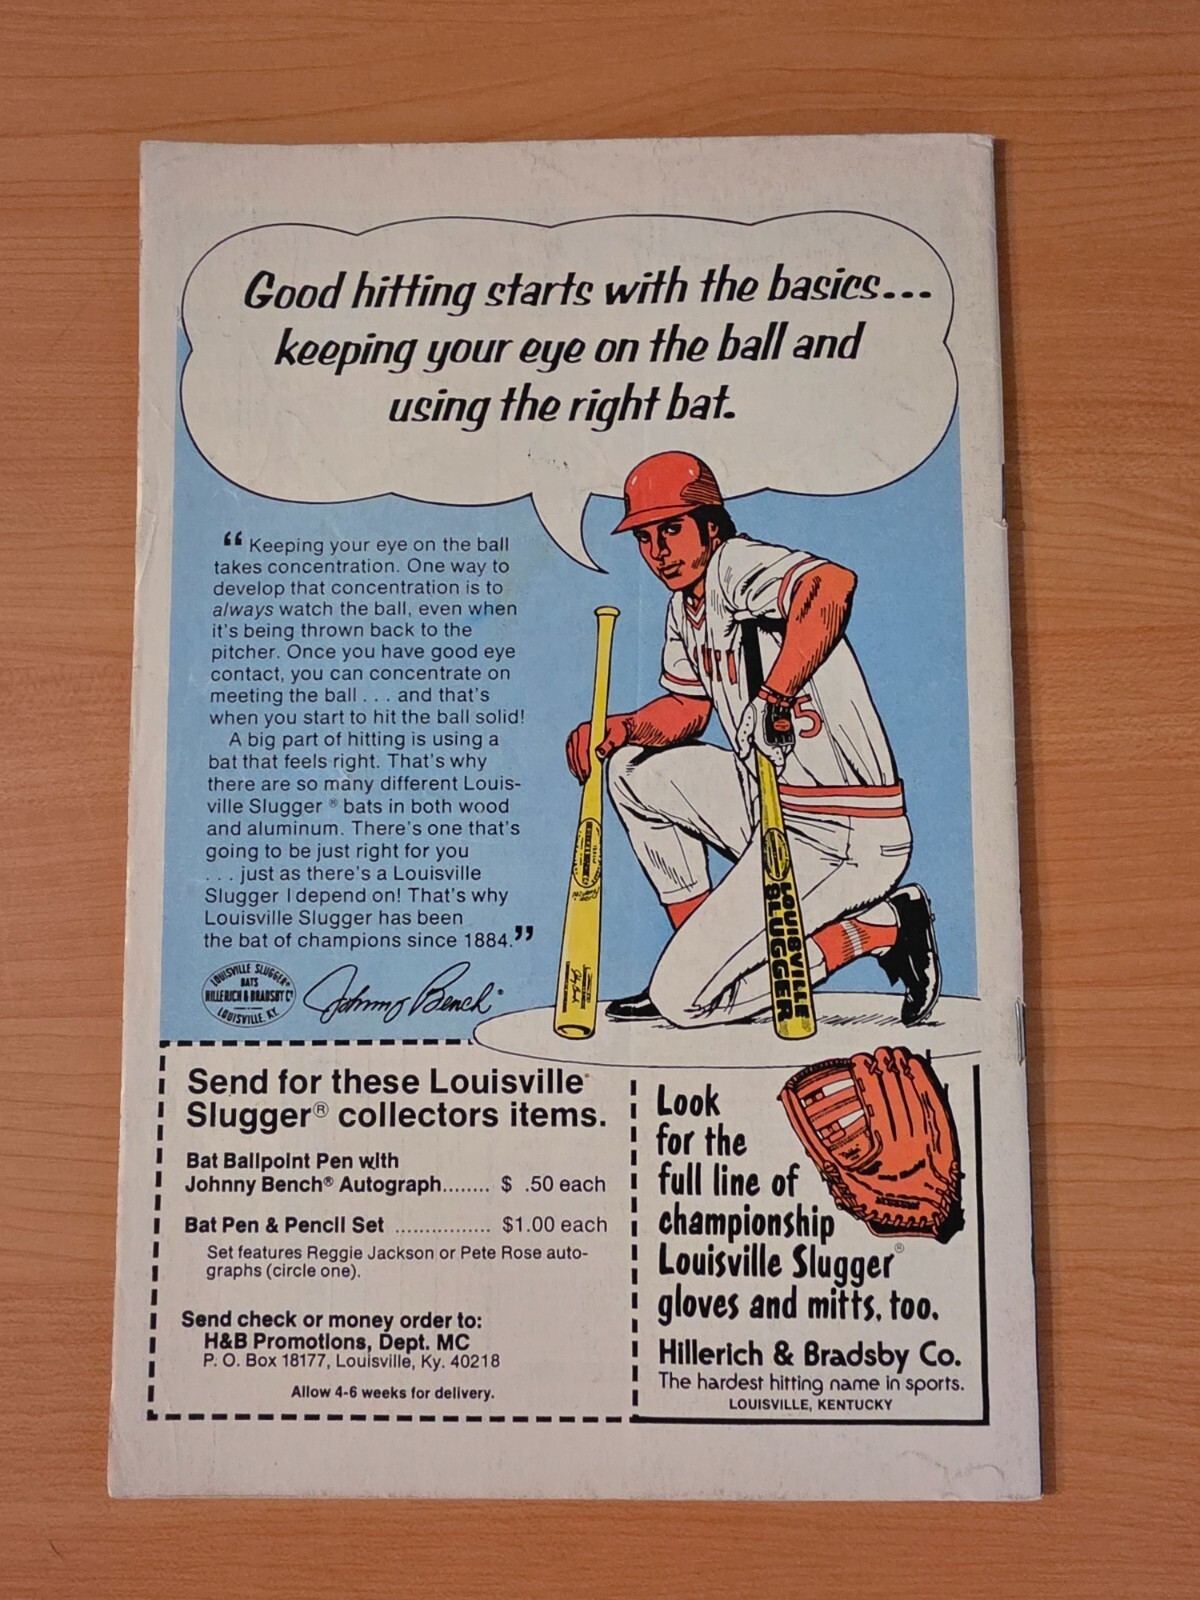 Good hitting starts with the basics...
keeping your eye on the ball and
using the right bat.
“Keeping your eye on the ball
takes concentration. One way to
develop that concentration is to
always watch the ball, even when
it's being thrown back to the
pitcher. Once you have good eye
contact, you can concentrate on
meeting the ball . . . and that's
when you start to hit the ball solid!
A big part of hitting is using a
bat that feels right. That's why
there are so many different Louis-
ville Slugger® bats in both wood
and aluminum. There's one that's
going to be just right for you
. . . just as there's a Louisville
Slugger I depend on! That's why
Louisville Slugger has been
the bat of champions since 1884.”
LOUISVILLE SLUGGER
BATS
HILLERICH & BRADSBY Co
LOUISVILLE, KY.
Johnny Bench
5
LOUISVILLE
SLUGGER
Send for these Louisville
Slugger® collectors items.
Bat Ballpoint Pen with
Johnny Bench® Autograph........ $ .50 each
Bat Pen & Pencil Set ................ $1.00 each
Set features Reggie Jackson or Pete Rose auto-
graphs (circle one).
Send check or money order to:
H&B Promotions, Dept. MC
P. O. Box 18177, Louisville, Ky. 40218
Allow 4-6 weeks for delivery.
Look
for the
full line of
championship
Louisville Slugger®
gloves and mitts, too.
Hillerich & Bradsby Co.
The hardest hitting name in sports.
LOUISVILLE, KENTUCKY